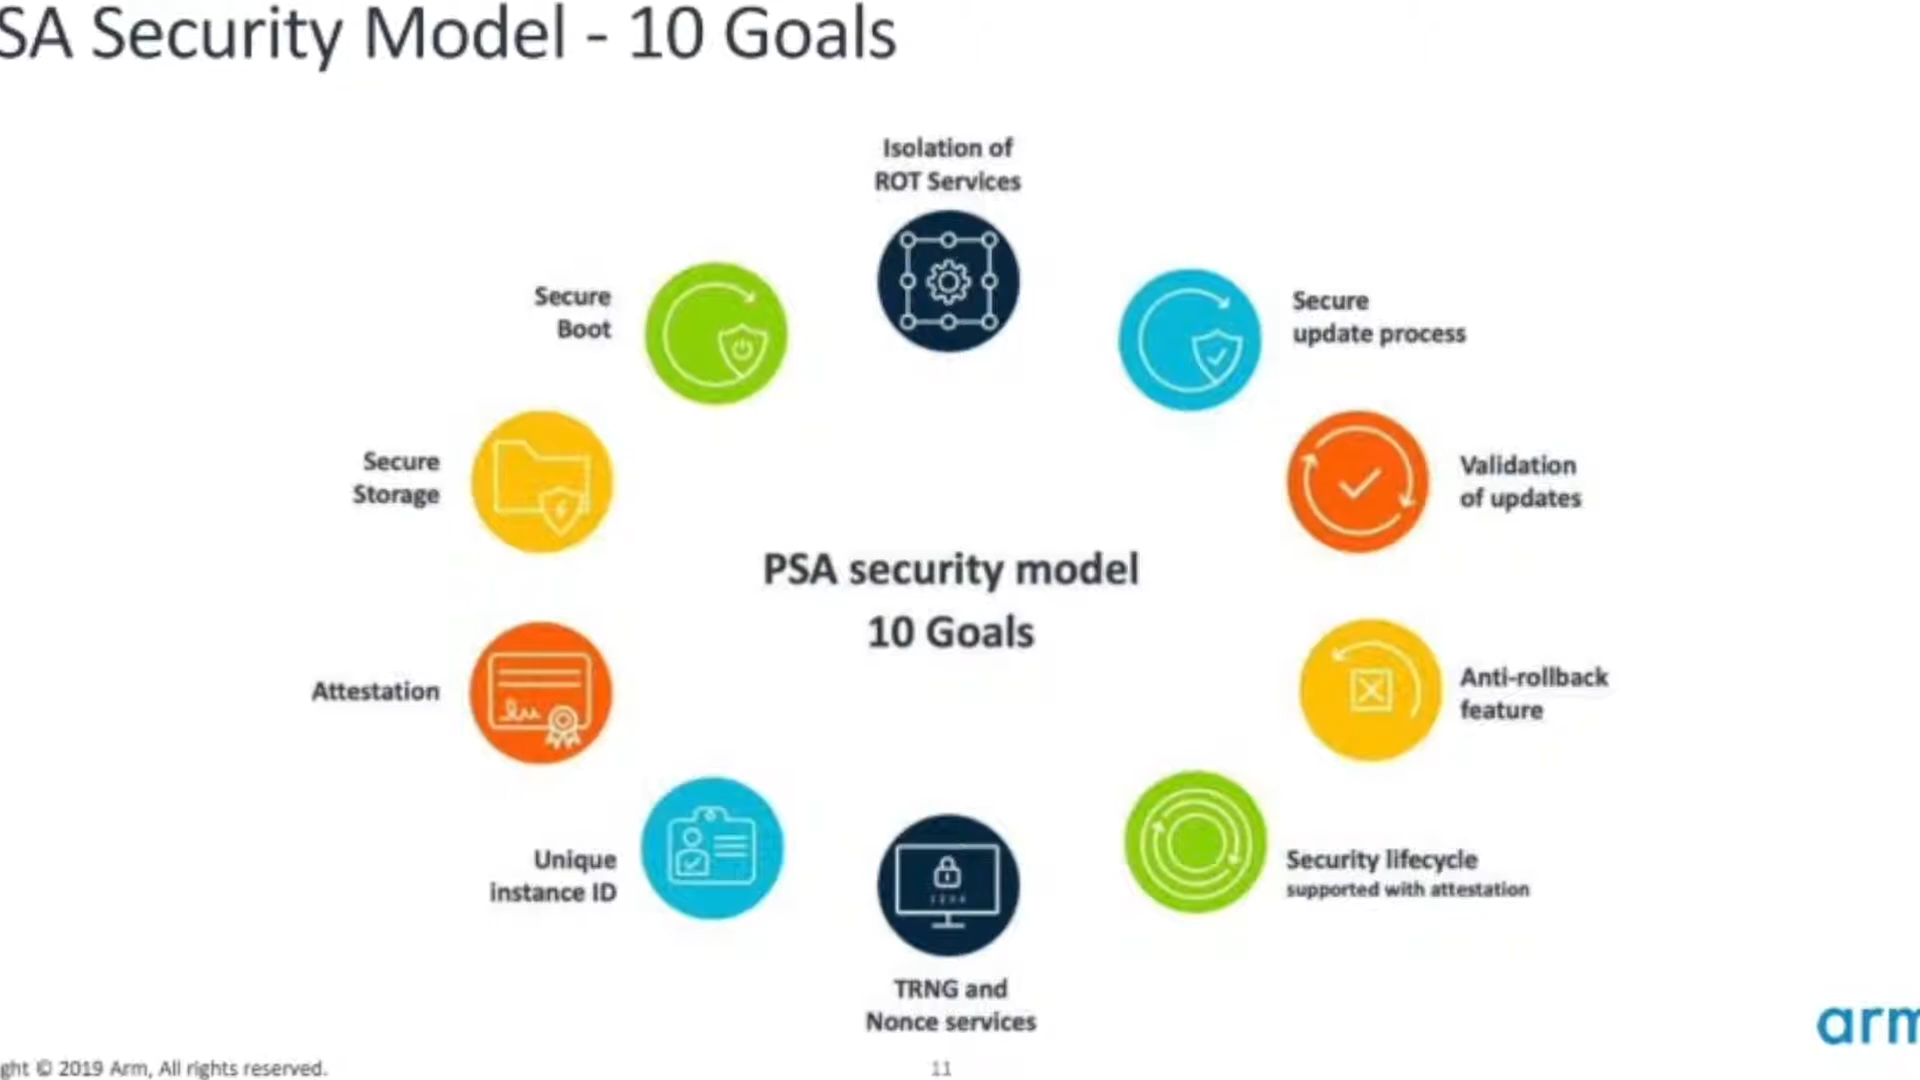 SA Security Model - 10 Goals
Isolation of
ROT Services
Secure
Boot
Secure
update process
Secure
Storage
Validation
of updates
PSA security model
10 Goals
Attestation
Anti-rollback
feature
Unique
instance ID
Security lifecycle
supported with attestation
TRNG and
Nonce services
arm
ght © 2019 Arm, All rights reserved.
11